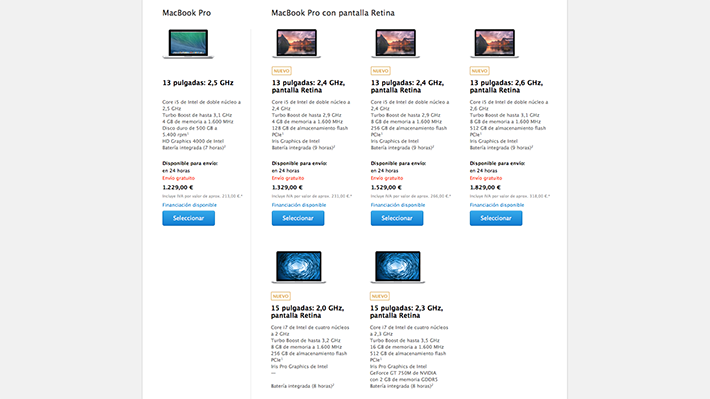 MacBook Pro
MacBook Pro con pantalla Retina
13 pulgadas: 2,5 GHz
Core i5 de Intel de doble núcleo a
2,5 GHz
Turbo Boost de hasta 3,1 GHz
4 GB de memoria a 1.600 MHz
Disco duro de 500 GB a
5.400 rpm¹
HD Graphics 4000 de Intel
Batería integrada (7 horas)²
Disponible para envío:
en 24 horas
Envío gratuito
1.229,00 €
Incluye IVA por valor de aprox. 213,00 €.*
Financiación disponible
Seleccionar
NUEVO
13 pulgadas: 2,4 GHz,
pantalla Retina
Core i5 de Intel de doble núcleo a
2,4 GHz
Turbo Boost de hasta 2,9 GHz
4 GB de memoria a 1.600 MHz
128 GB de almacenamiento flash
PCIe¹
Iris Graphics de Intel
Batería integrada (9 horas)²
Disponible para envío:
en 24 horas
Envío gratuito
1.329,00 €
Incluye IVA por valor de aprox. 231,00 €.*
Financiación disponible
Seleccionar
NUEVO
13 pulgadas: 2,4 GHz,
pantalla Retina
Core i5 de Intel de doble núcleo a
2,4 GHz
Turbo Boost de hasta 2,9 GHz
8 GB de memoria a 1.600 MHz
256 GB de almacenamiento flash
PCIe¹
Iris Graphics de Intel
Batería integrada (9 horas)²
Disponible para envío:
en 24 horas
Envío gratuito
1.529,00 €
Incluye IVA por valor de aprox. 266,00 €.*
Financiación disponible
Seleccionar
NUEVO
13 pulgadas: 2,6 GHz,
pantalla Retina
Core i5 de Intel de doble núcleo a
2,6 GHz
Turbo Boost de hasta 3,1 GHz
8 GB de memoria a 1.600 MHz
512 GB de almacenamiento flash
PCIe¹
Iris Graphics de Intel
Batería integrada (9 horas)²
Disponible para envío:
en 24 horas
Envío gratuito
1.829,00 €
Incluye IVA por valor de aprox. 318,00 €.*
Financiación disponible
Seleccionar
NUEVO
15 pulgadas: 2,0 GHz,
pantalla Retina
Core i7 de Intel de cuatro núcleos
a 2 GHz
Turbo Boost de hasta 3,2 GHz
8 GB de memoria a 1.600 MHz
256 GB de almacenamiento flash
PCIe¹
Iris Pro Graphics de Intel
—
Batería integrada (8 horas)²
NUEVO
15 pulgadas: 2,3 GHz,
pantalla Retina
Core i7 de Intel de cuatro núcleos
a 2,3 GHz
Turbo Boost de hasta 3,5 GHz
16 GB de memoria a 1.600 MHz
512 GB de almacenamiento flash
PCIe¹
Iris Pro Graphics de Intel
GeForce GT 750M de NVIDIA
con 2 GB de memoria GDDR5
Batería integrada (8 horas)²